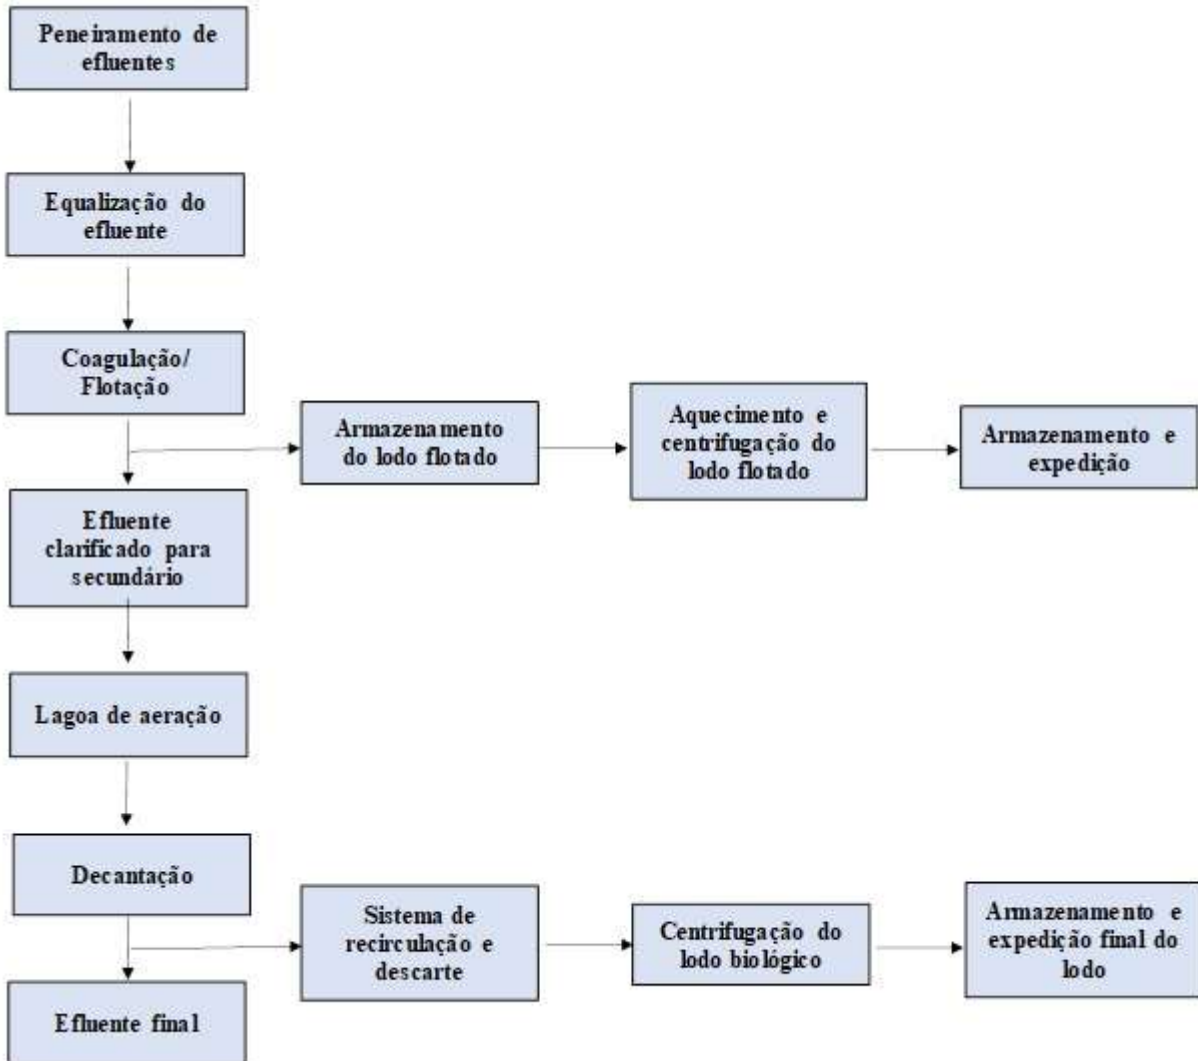 Peneiramento de
efluentes
Equalização do
efluente
Coagulação/
Flotação
Armazenamento
do lodo flotado
Aquecimento e
centrifugação do
lodo flotado
Armazenamento e
expedição
Efluente
clarificado para
secundário
Lagoa de aeração
Decantação
Sistema de
recirculação e
descarte
Centrifugação do
lodo biológico
Armazenamento e
expedição final do
lodo
Efluente final